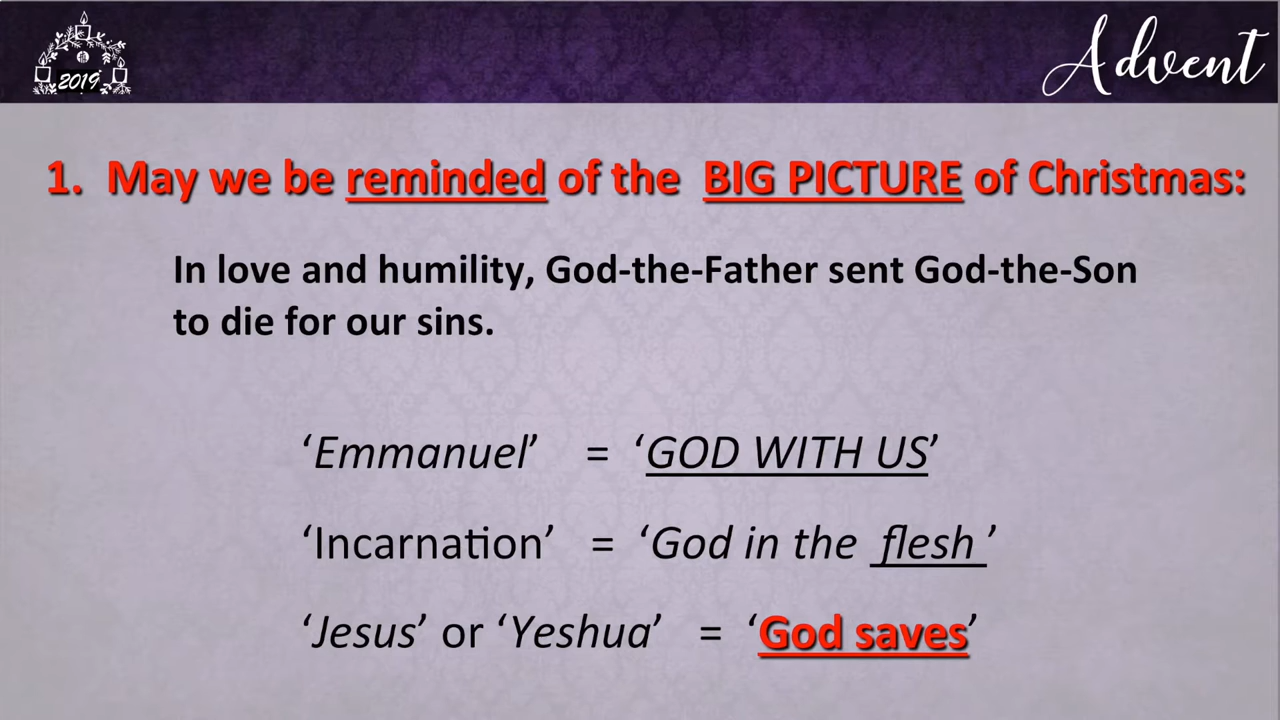 2019
Advent
1. May we be reminded of the BIG PICTURE of Christmas:
In love and humility, God-the-Father sent God-the-Son
to die for our sins.
‘Emmanuel’ = ‘GOD WITH US’
‘Incarnation’ = ‘God in the flesh ’
‘Jesus’ or ‘Yeshua’ = ‘God saves’